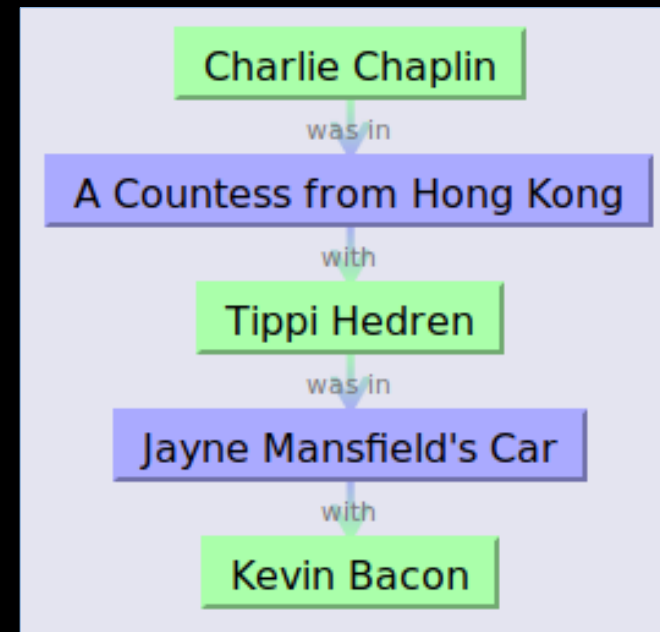 Charlie Chaplin
was in
A Countess from Hong Kong
with
Tippi Hedren
was in
Jayne Mansfield's Car
with
Kevin Bacon